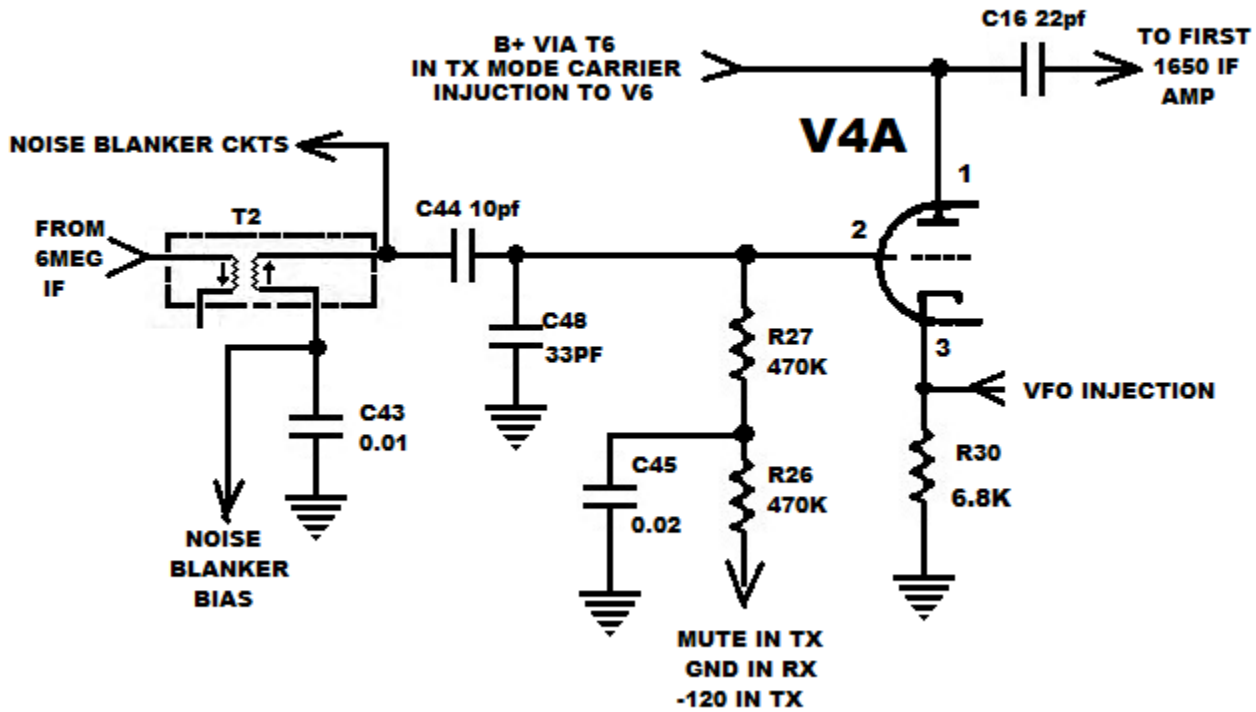 C16 22pf
B+ VIA T6
IN TX MODE CARRIER
INJUCTION TO V6
TO FIRST
1650 IF
AMP
V4A
NOISE BLANKER CKTS
1
T2
C44 10pf
2
FROM
6MEG
IF
C48
33PF
R27
470K
3
VFO INJECTION
C43
0.01
C45
0.02
R26
470K
R30
6.8K
NOISE
BLANKER
BIAS
MUTE IN TX
GND IN RX
-120 IN TX